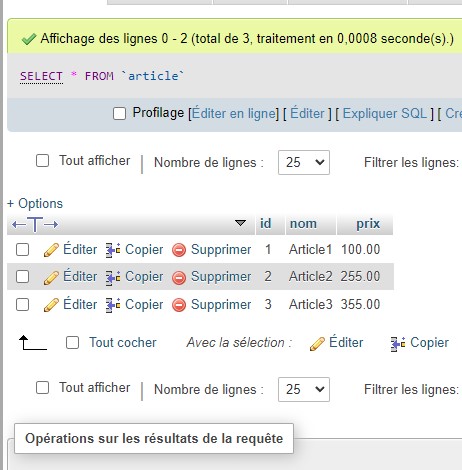 Affichage des lignes 0 - 2 (total de 3, traitement en 0,0008 seconde(s).)
SELECT * FROM `article`
Profilage [Éditer en ligne] [ Éditer ] [ Expliquer SQL ] [ Cré
Tout afficher | Nombre de lignes : 25 Filtrer les lignes:
+ Options
←T→ id nom prix
Éditer Copier Supprimer 1 Article1 100.00
Éditer Copier Supprimer 2 Article2 255.00
Éditer Copier Supprimer 3 Article3 355.00
Tout cocher Avec la sélection : Éditer Copier
Tout afficher | Nombre de lignes : 25 Filtrer les lignes:
Opérations sur les résultats de la requête